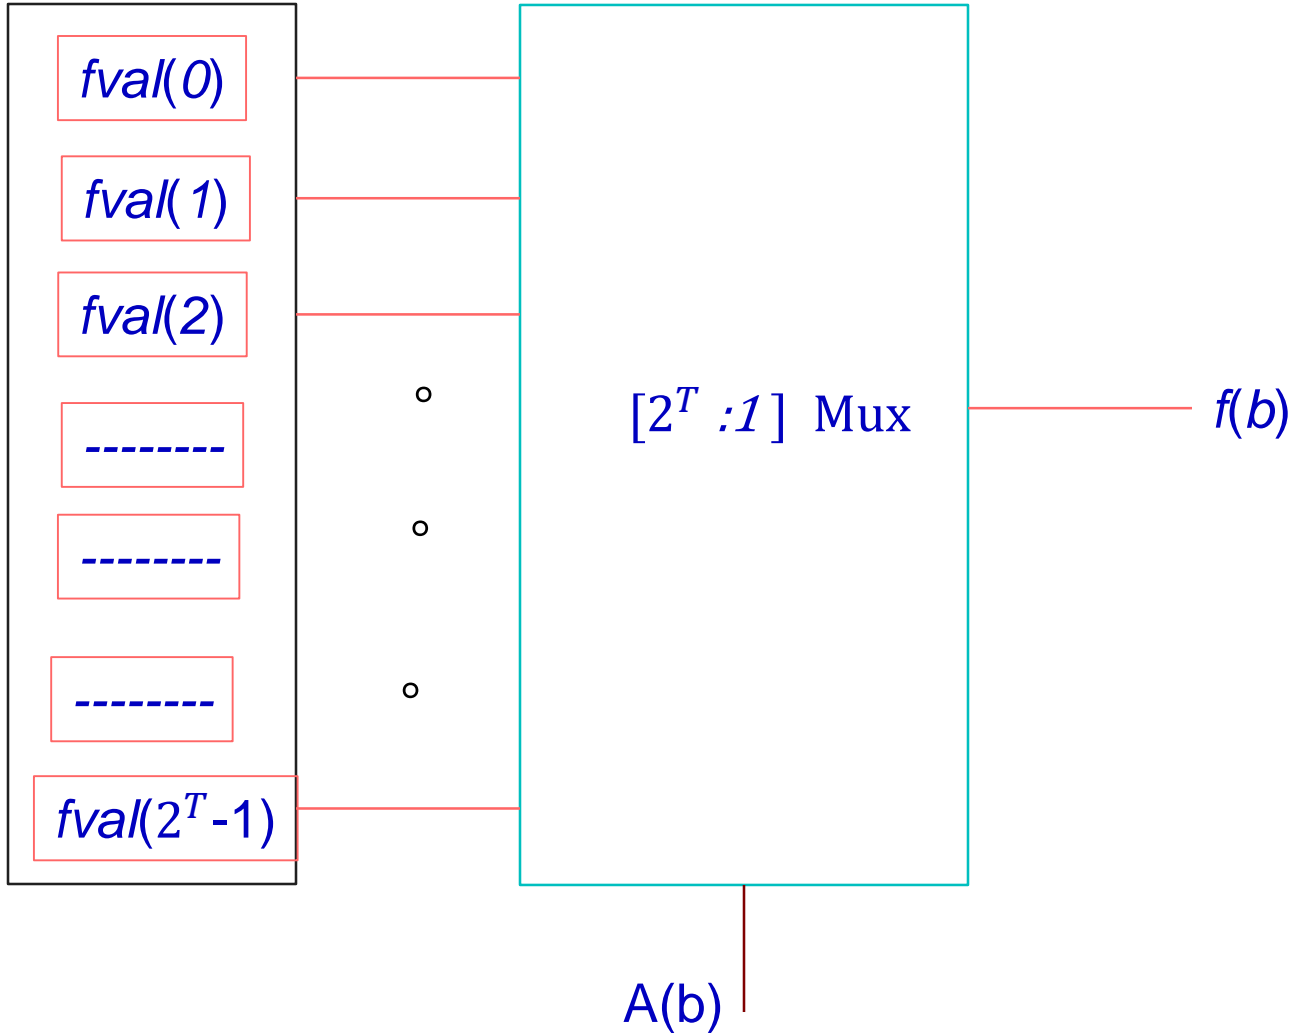 fval(0)
fval(1)
fval(2)
--------
--------
--------
fval(2^T-1)
[2^T :1] Mux
f(b)
A(b)